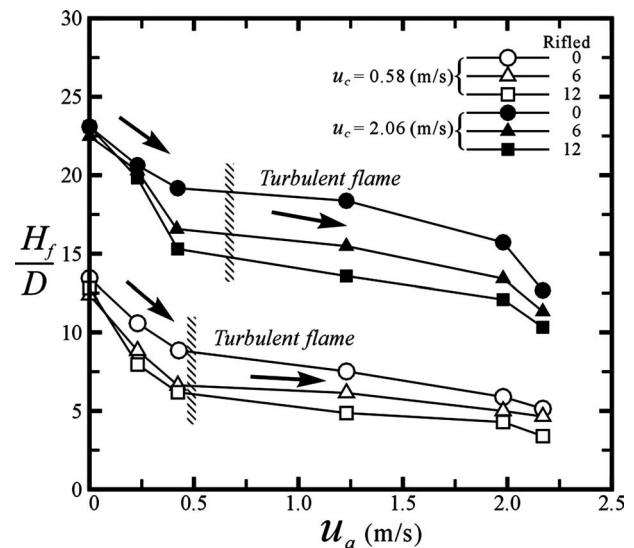 30
25
20
15
10
5
0
H_f
D
0
0.5
1.0
1.5
2.0
2.5
u_a (m/s)
Rifled
u_c = 0.58 (m/s) { 0
6
12
u_c = 2.06 (m/s) { 0
6
12
Turbulent flame
Turbulent flame